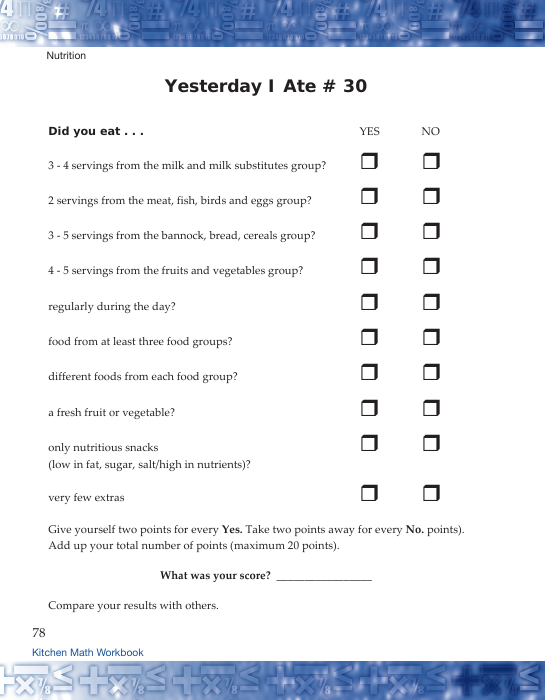 Nutrition
Yesterday I Ate # 30
Did you eat . . . YES NO
3 - 4 servings from the milk and milk substitutes group?
2 servings from the meat, fish, birds and eggs group?
3 - 5 servings from the bannock, bread, cereals group?
4 - 5 servings from the fruits and vegetables group?
regularly during the day?
food from at least three food groups?
different foods from each food group?
a fresh fruit or vegetable?
only nutritious snacks
(low in fat, sugar, salt/high in nutrients)?
very few extras
Give yourself two points for every Yes. Take two points away for every No. points).
Add up your total number of points (maximum 20 points).
What was your score? _________________
Compare your results with others.
78
Kitchen Math Workbook